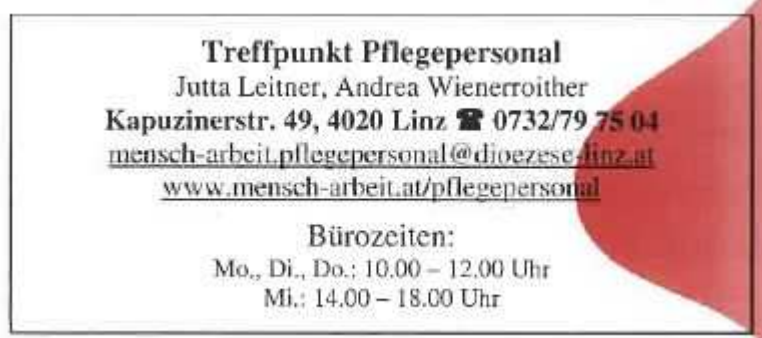 Treffpunkt Pflegepersonal
Jutta Leitner, Andrea Wienerroither
Kapuzinerstr. 49, 4020 Linz ☎ 0732/79 75 04
mensch-arbeit.pflegepersonal@dioezese-linz.at
www.mensch-arbeit.at/pflegepersonal
Bürozeiten:
Mo., Di., Do.: 10.00 – 12.00 Uhr
Mi.: 14.00 – 18.00 Uhr